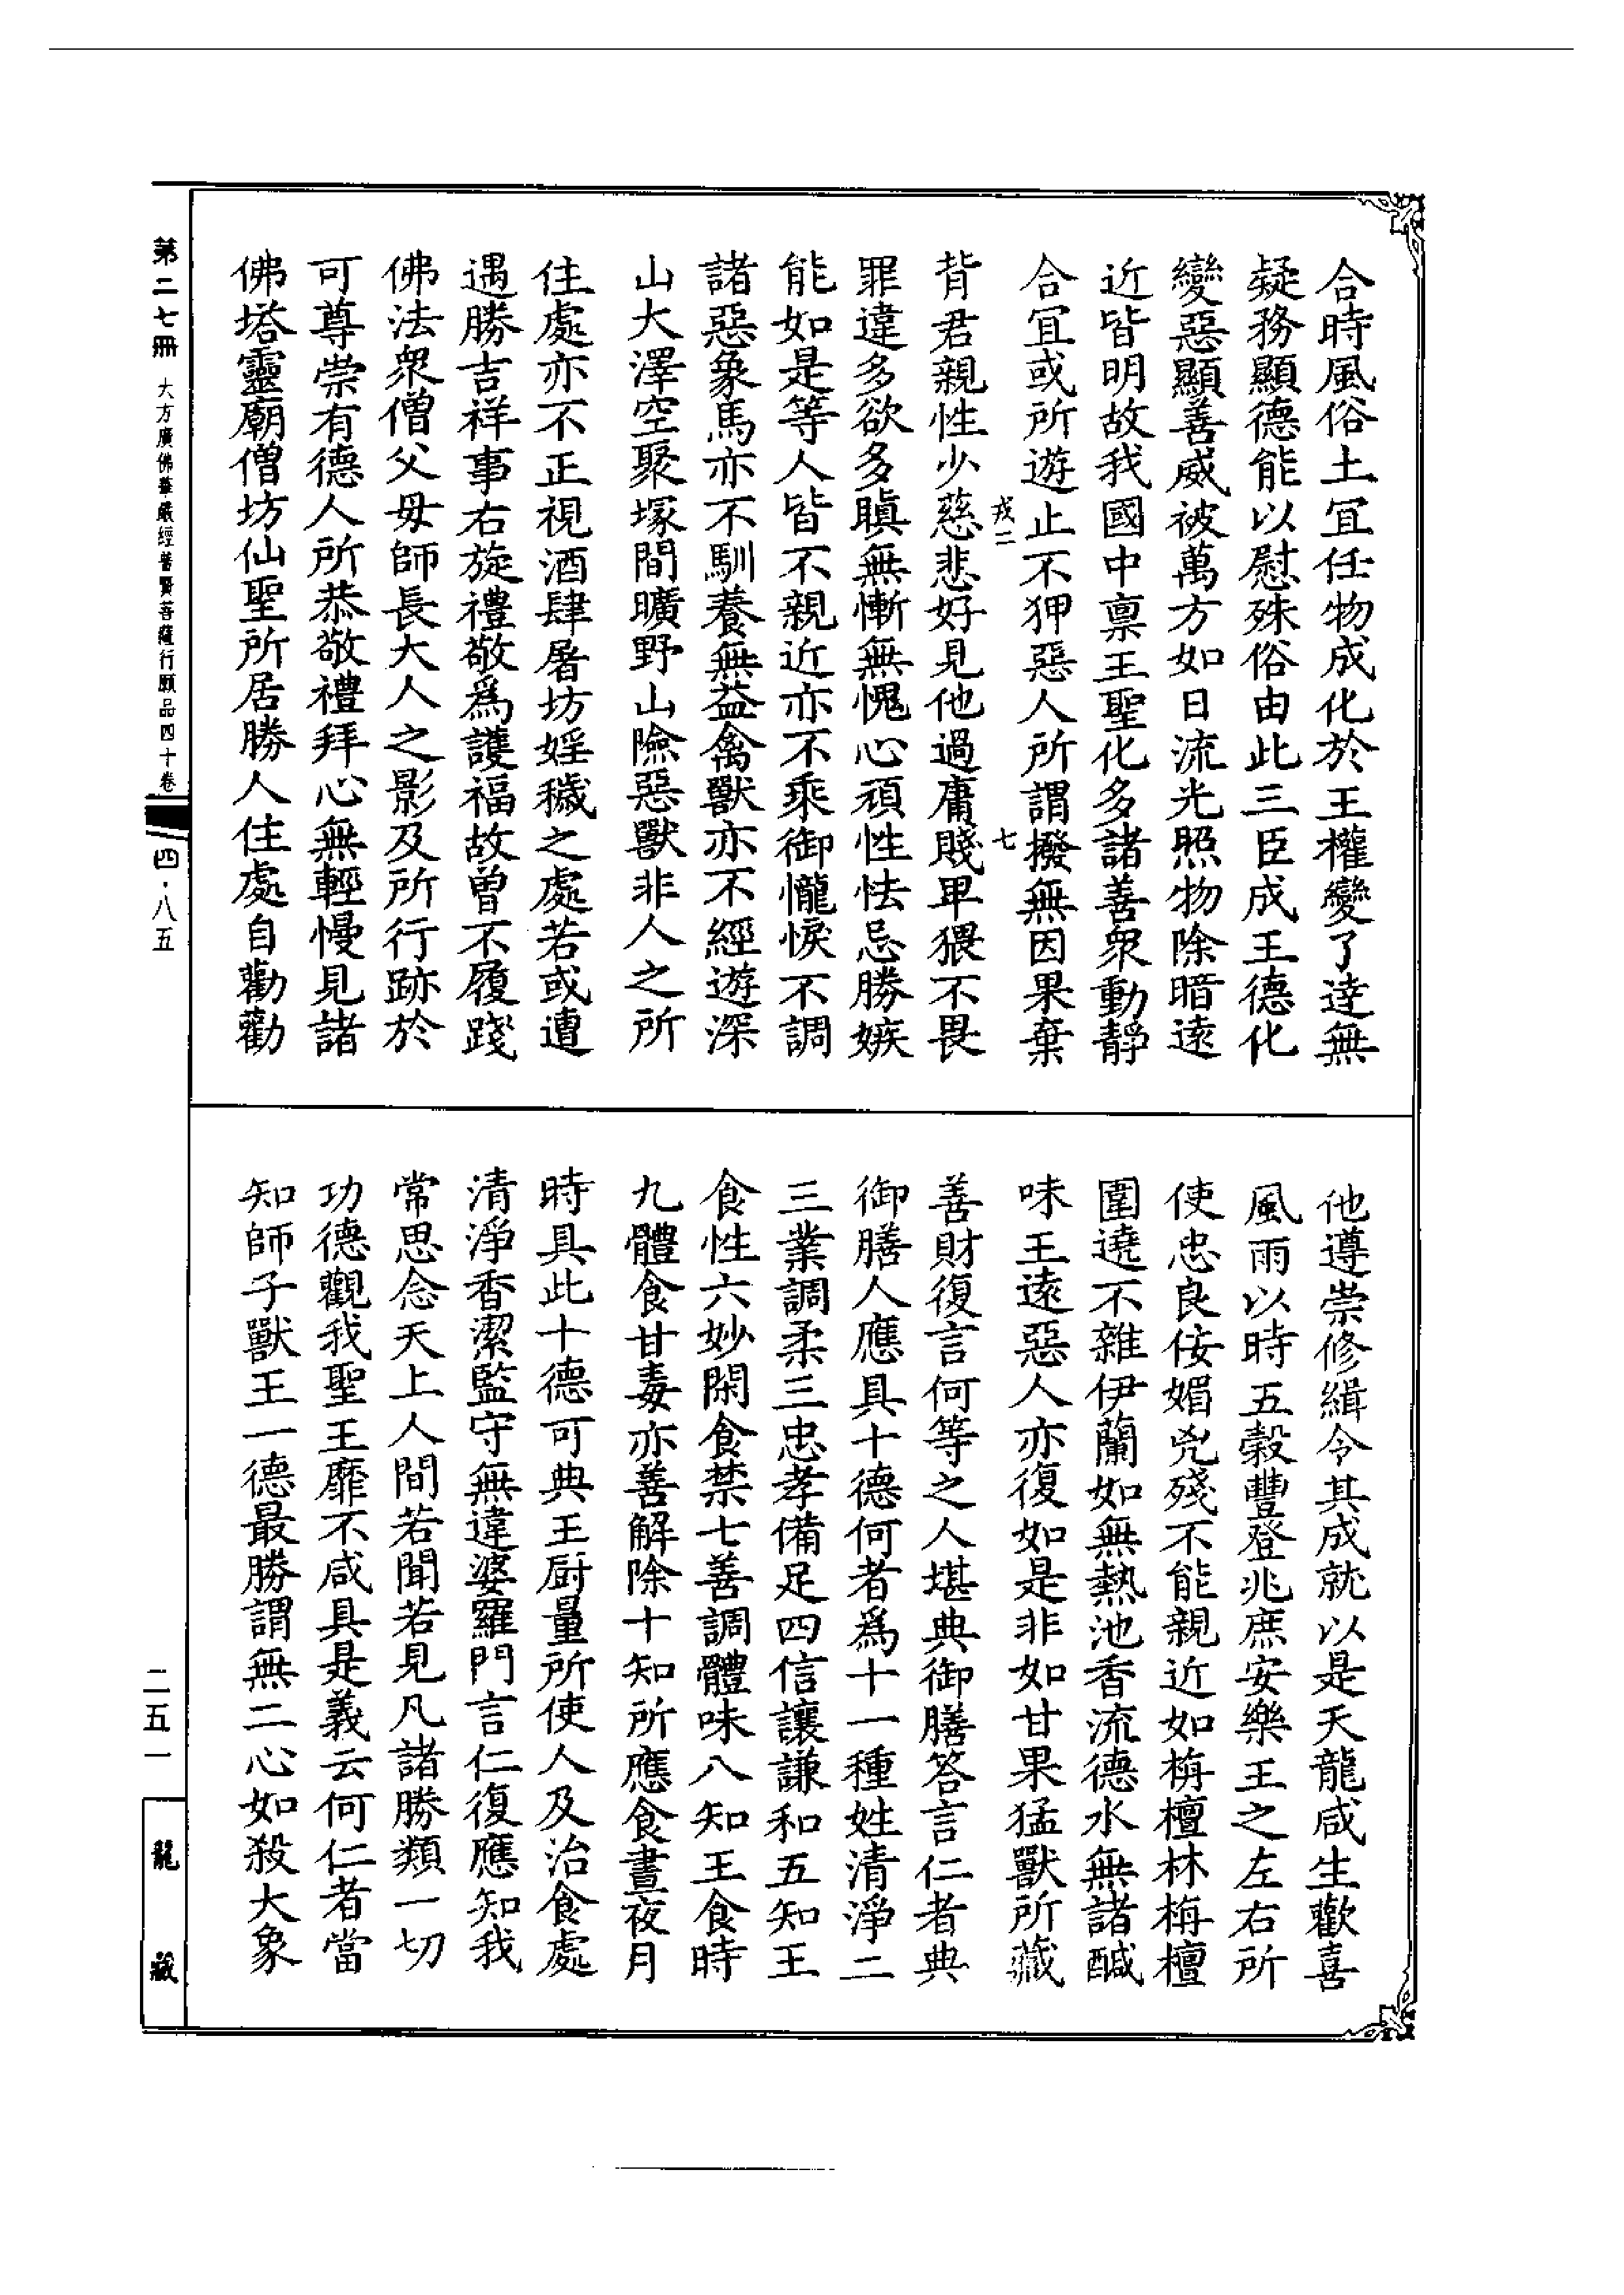 合時風俗土宜任物成化於王權變了達無
疑務顯德能以慰殊俗由此三臣成王德化
變惡顯善威被萬方如日流光照物除暗遠
近皆明故我國中稟王聖化多諸善眾動靜
合宜或所遊止不狎惡人所謂撥無因果棄
戎二
七
背君親性少慈悲好見他過庸賤卑猥不畏
罪違多欲多瞋無慚無愧心頑性怯忌勝嫉
能如是等人皆不親近亦不乘御儱悷不調
諸惡象馬亦不馴養無益禽獸亦不經遊深
山大澤空聚塚間曠野山險惡獸非人之所
住處亦不正視酒肆屠坊婬穢之處若或遭
遇勝吉祥事右旋禮敬為護福故曾不履踐
佛法眾僧父母師長大人之影及所行跡於
可尊崇有德人所恭敬禮拜心無輕慢見諸
佛塔靈廟僧坊仙聖所居勝人住處自勸勸
他遵崇修緝令其成就以是天龍咸生歡喜
風雨以時五穀豐登兆庶安樂王之左右所
使忠良佞媚兇殘不能親近如栴檀林栴檀
圍遶不雜伊蘭如無熱池香流德水無諸醎
味王遠惡人亦復如是非如甘果猛獸所藏
善財復言何等之人堪典御膳答言仁者典
御膳人應具十德何者為十一種姓清淨二
三業調柔三忠孝備足四信讓謙和五知王
食性六妙閑食禁七善調體味八知王食時
九體食甘毒亦善解除十知所應食晝夜月
時具此十德可典王廚量所使人及治食處
清淨香潔監守無違婆羅門言仁復應知我
常思念天上人間若聞若見凡諸勝類一切
功德觀我聖王靡不咸具是義云何仁者當
知師子獸王一德最勝謂無二心如殺大象
第二七冊 大方廣佛華嚴經普賢菩薩行願品四十卷
四·八五
二五一
龍藏